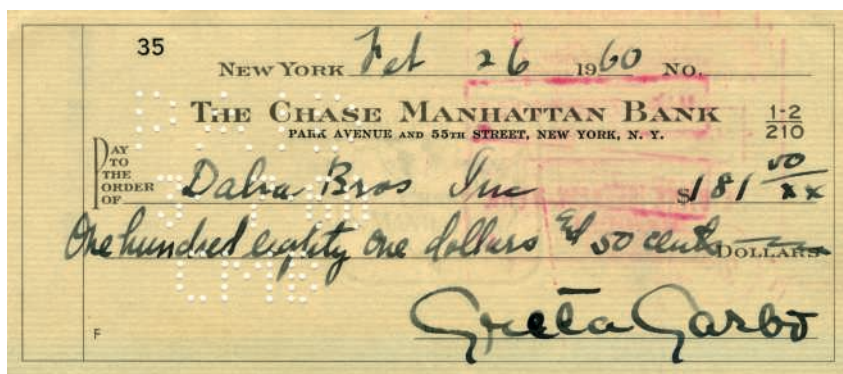 35
NEW YORK Feb 26 1960 NO.
THE CHASE MANHATTAN BANK 1-2/210
PARK AVENUE AND 55TH STREET, NEW YORK, N. Y.
PAY TO THE ORDER OF Dalva Bros Inc $181 50/xx
One hundred eighty one dollars and 50 cents DOLLARS
Greta Garbo
F